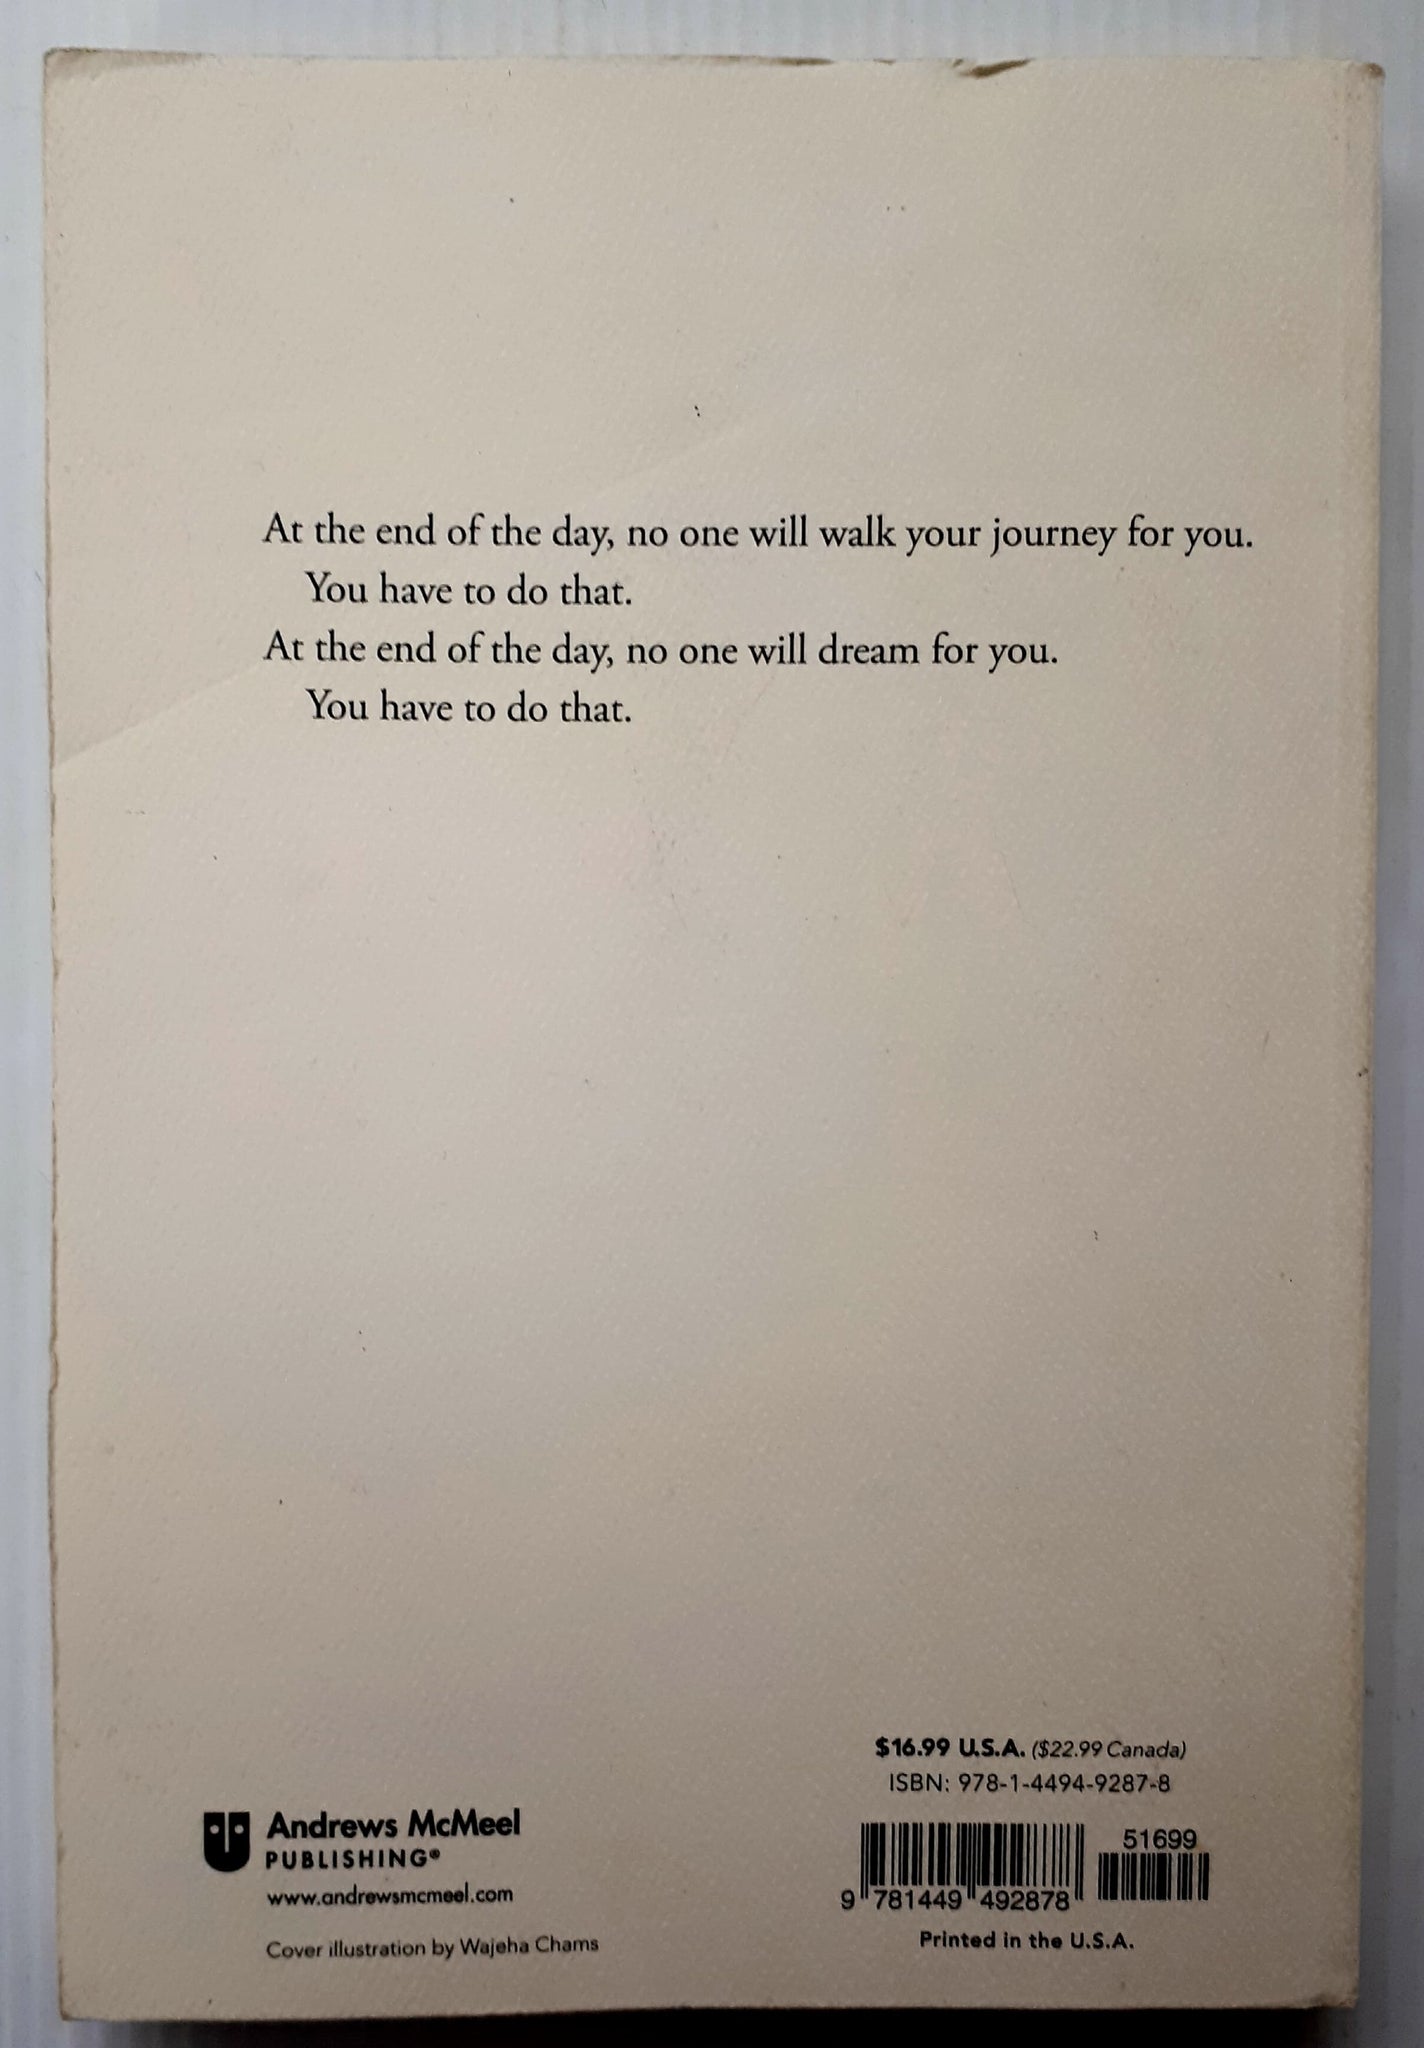 At the end of the day, no one will walk your journey for you.
You have to do that.
At the end of the day, no one will dream for you.
You have to do that.
Andrews McMeel
PUBLISHING®
www.andrewsmcmeel.com
Cover illustration by Wajeha Chams
$16.99 U.S.A. ($22.99 Canada)
ISBN: 978-1-4494-9287-8
51699
9 781449 492878
Printed in the U.S.A.